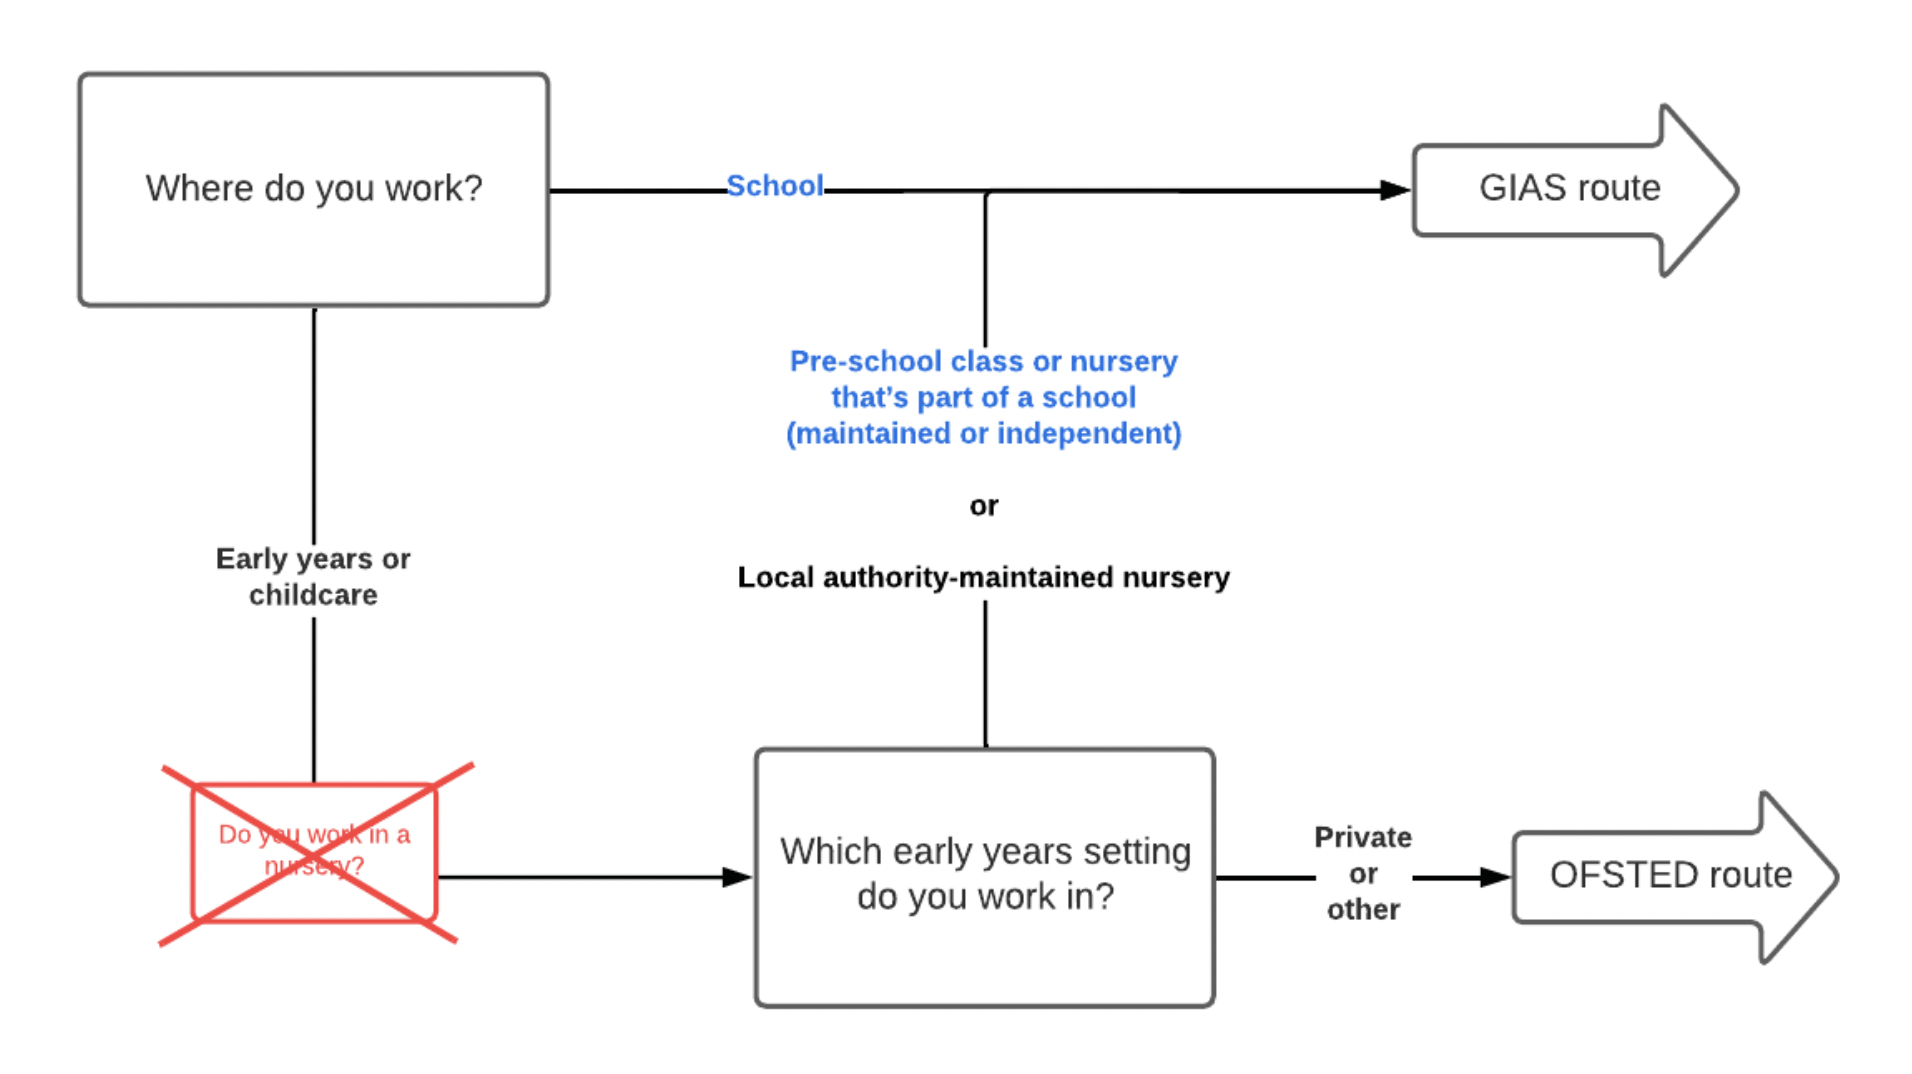 Where do you work?
School
GIAS route
Pre-school class or nursery
that's part of a school
(maintained or independent)
or
Local authority-maintained nursery
Early years or
childcare
Do you work in a
nursery?
Which early years setting
do you work in?
Private
or
other
OFSTED route